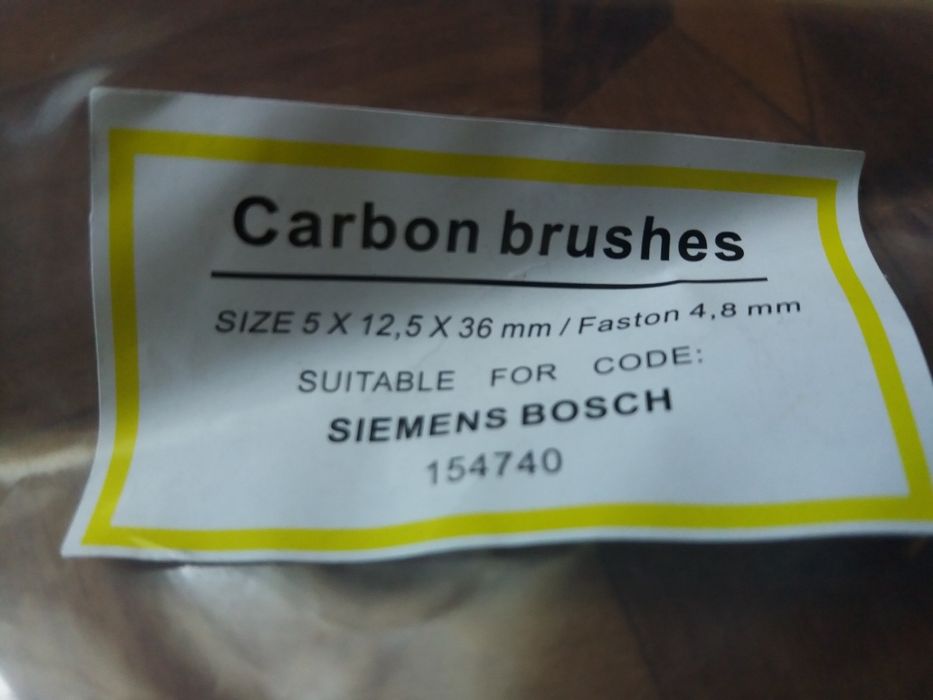 Carbon brushes
SIZE 5 X 12,5 X 36 mm / Faston 4,8 mm
SUITABLE FOR CODE:
SIEMENS BOSCH
154740